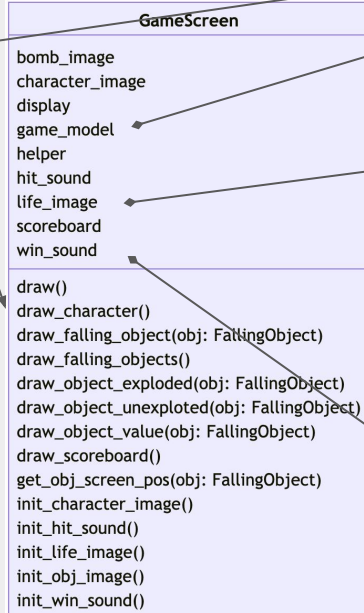 GameScreen
bomb_image
character_image
display
game_model
helper
hit_sound
life_image
scoreboard
win_sound
draw()
draw_character()
draw_falling_object(obj: FallingObject)
draw_falling_objects()
draw_object_exploded(obj: FallingObject)
draw_object_unexploted(obj: FallingObject)
draw_object_value(obj: FallingObject)
draw_scoreboard()
get_obj_screen_pos(obj: FallingObject)
init_character_image()
init_hit_sound()
init_life_image()
init_obj_image()
init_win_sound()